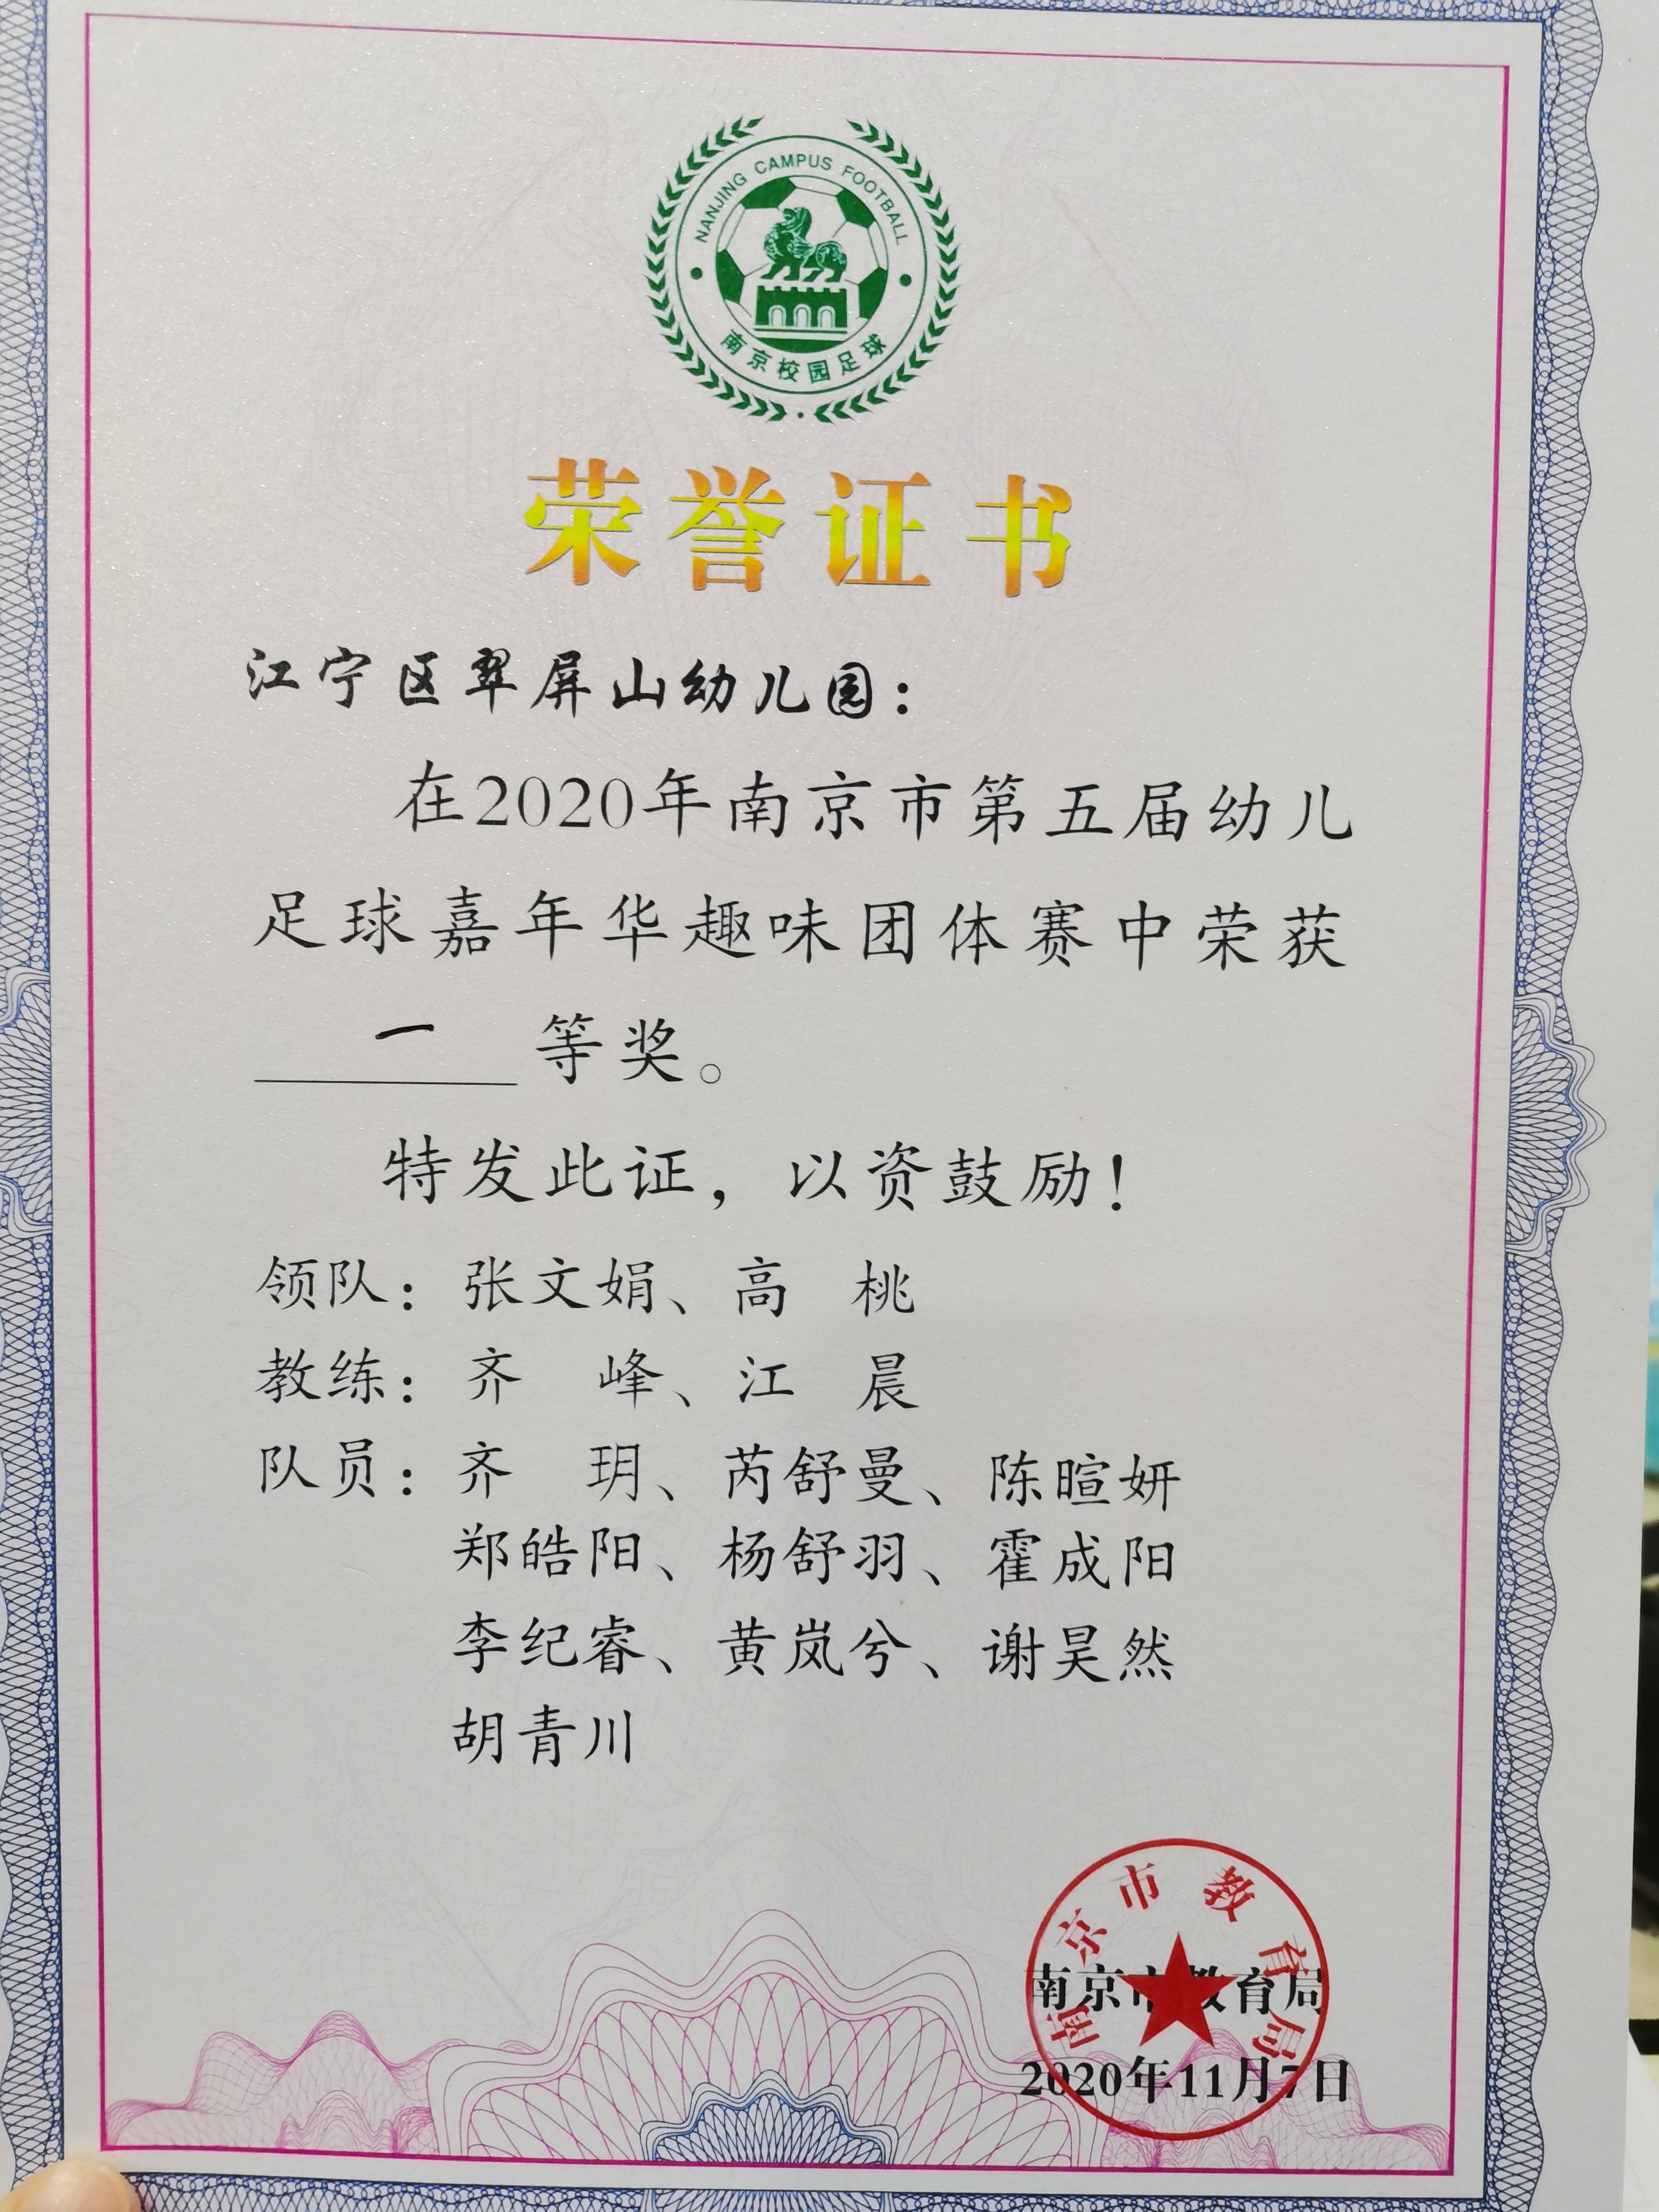 NANJING CAMPUS FOOTBALL
南京校园足球
荣誉证书
江宁区翠屏山幼儿园：
在2020年南京市第五届幼儿
足球嘉年华趣味团体赛中荣获
一 等奖。
特发此证，以资鼓励！
领队：张文娟、高 桃
教练：齐 峰、江 晨
队员：齐 玥、芮舒曼、陈暄妍
郑皓阳、杨舒羽、霍成阳
李纪睿、黄岚兮、谢昊然
胡青川
南京市教育局
南京市教育局
2020年11月7日